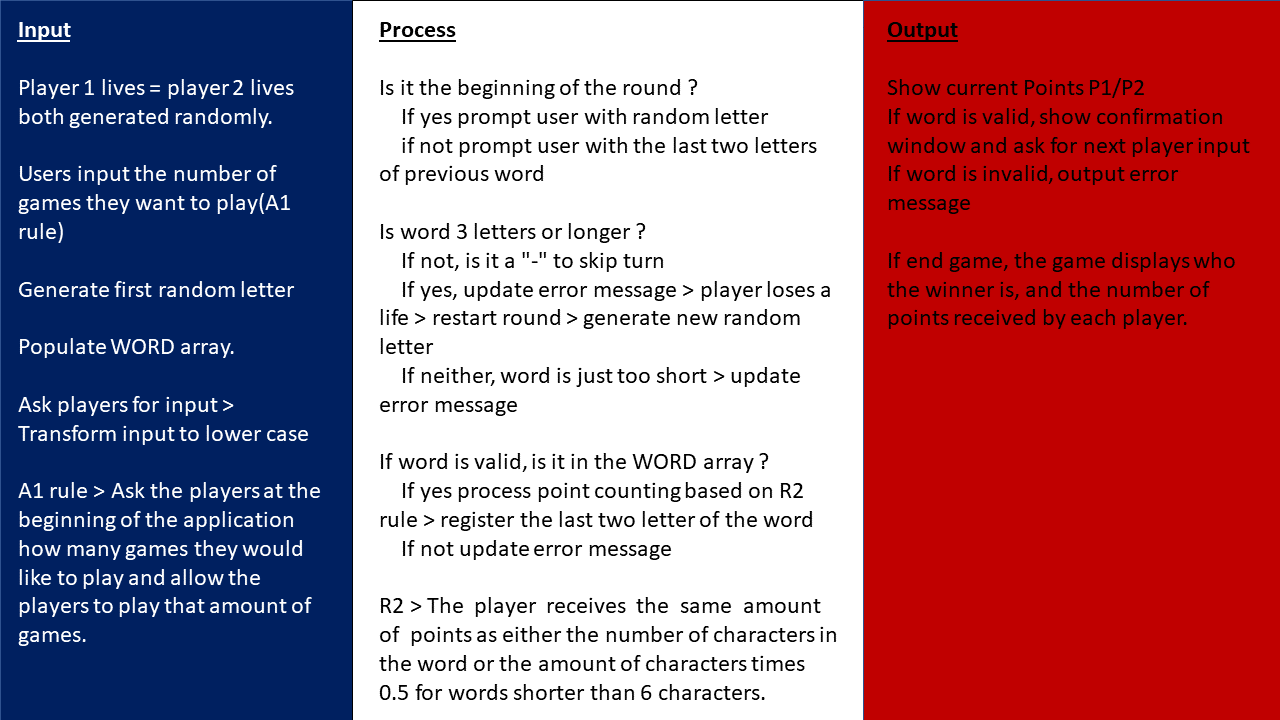 Input
Player 1 lives = player 2 lives
both generated randomly.
Users input the number of
games they want to play(A1
rule)
Generate first random letter
Populate WORD array.
Ask players for input >
Transform input to lower case
A1 rule > Ask the players at the
beginning of the application
how many games they would
like to play and allow the
players to play that amount of
games.
Process
Is it the beginning of the round ?
If yes prompt user with random letter
if not prompt user with the last two letters
of previous word
Is word 3 letters or longer ?
If not, is it a "-" to skip turn
If yes, update error message > player loses a
life > restart round > generate new random
letter
If neither, word is just too short > update
error message
If word is valid, is it in the WORD array ?
If yes process point counting based on R2
rule > register the last two letter of the word
If not update error message
R2 > The player receives the same amount
of points as either the number of characters in
the word or the amount of characters times
0.5 for words shorter than 6 characters.
Output
Show current Points P1/P2
If word is valid, show confirmation
window and ask for next player input
If word is invalid, output error
message
If end game, the game displays who
the winner is, and the number of
points received by each player.